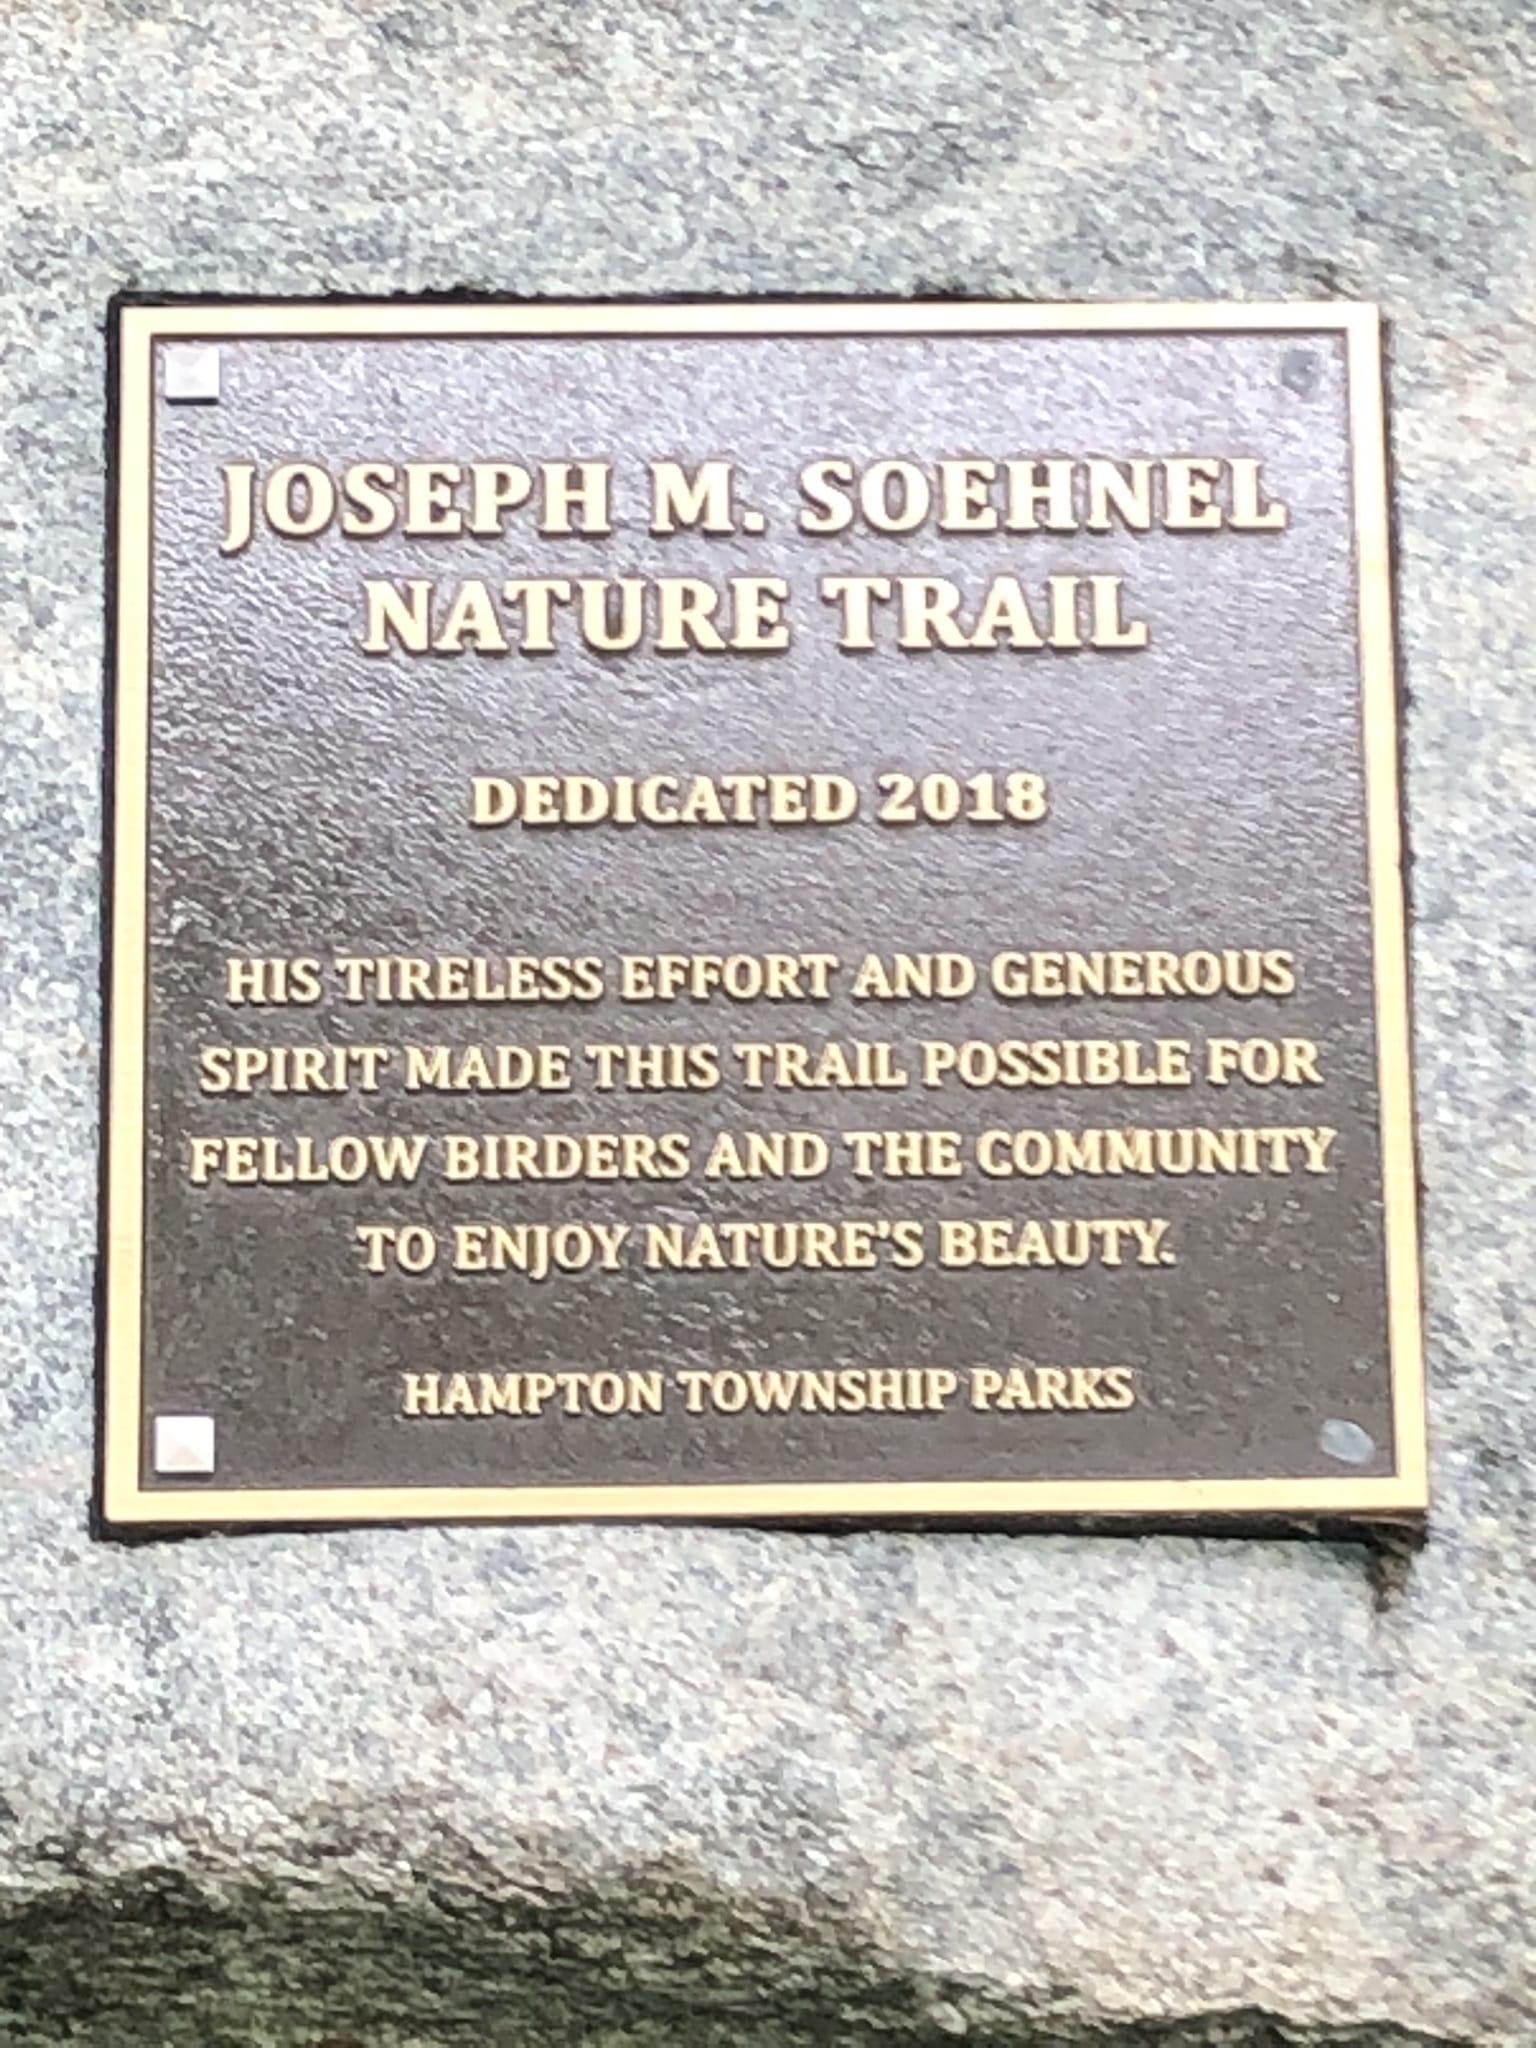 JOSEPH M. SOEHNEL
NATURE TRAIL
DEDICATED 2018
HIS TIRELESS EFFORT AND GENEROUS
SPIRIT MADE THIS TRAIL POSSIBLE FOR
FELLOW BIRDERS AND THE COMMUNITY
TO ENJOY NATURE'S BEAUTY.
HAMPTON TOWNSHIP PARKS